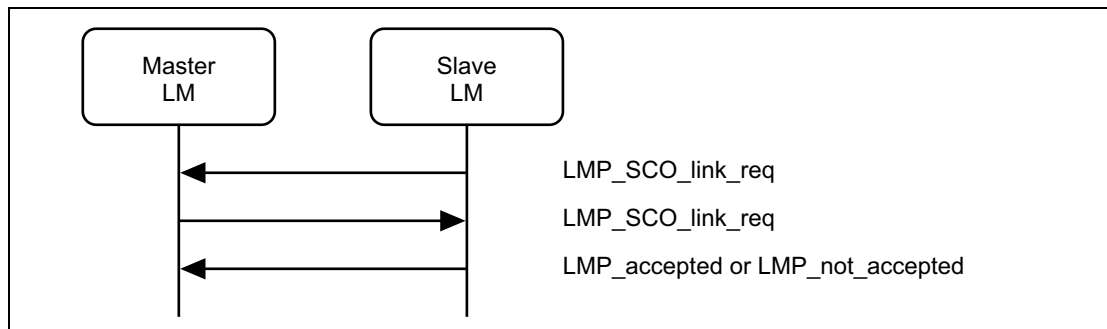 Master
LM
Slave
LM
LMP_SCO_link_req
LMP_SCO_link_req
LMP_accepted or LMP_not_accepted